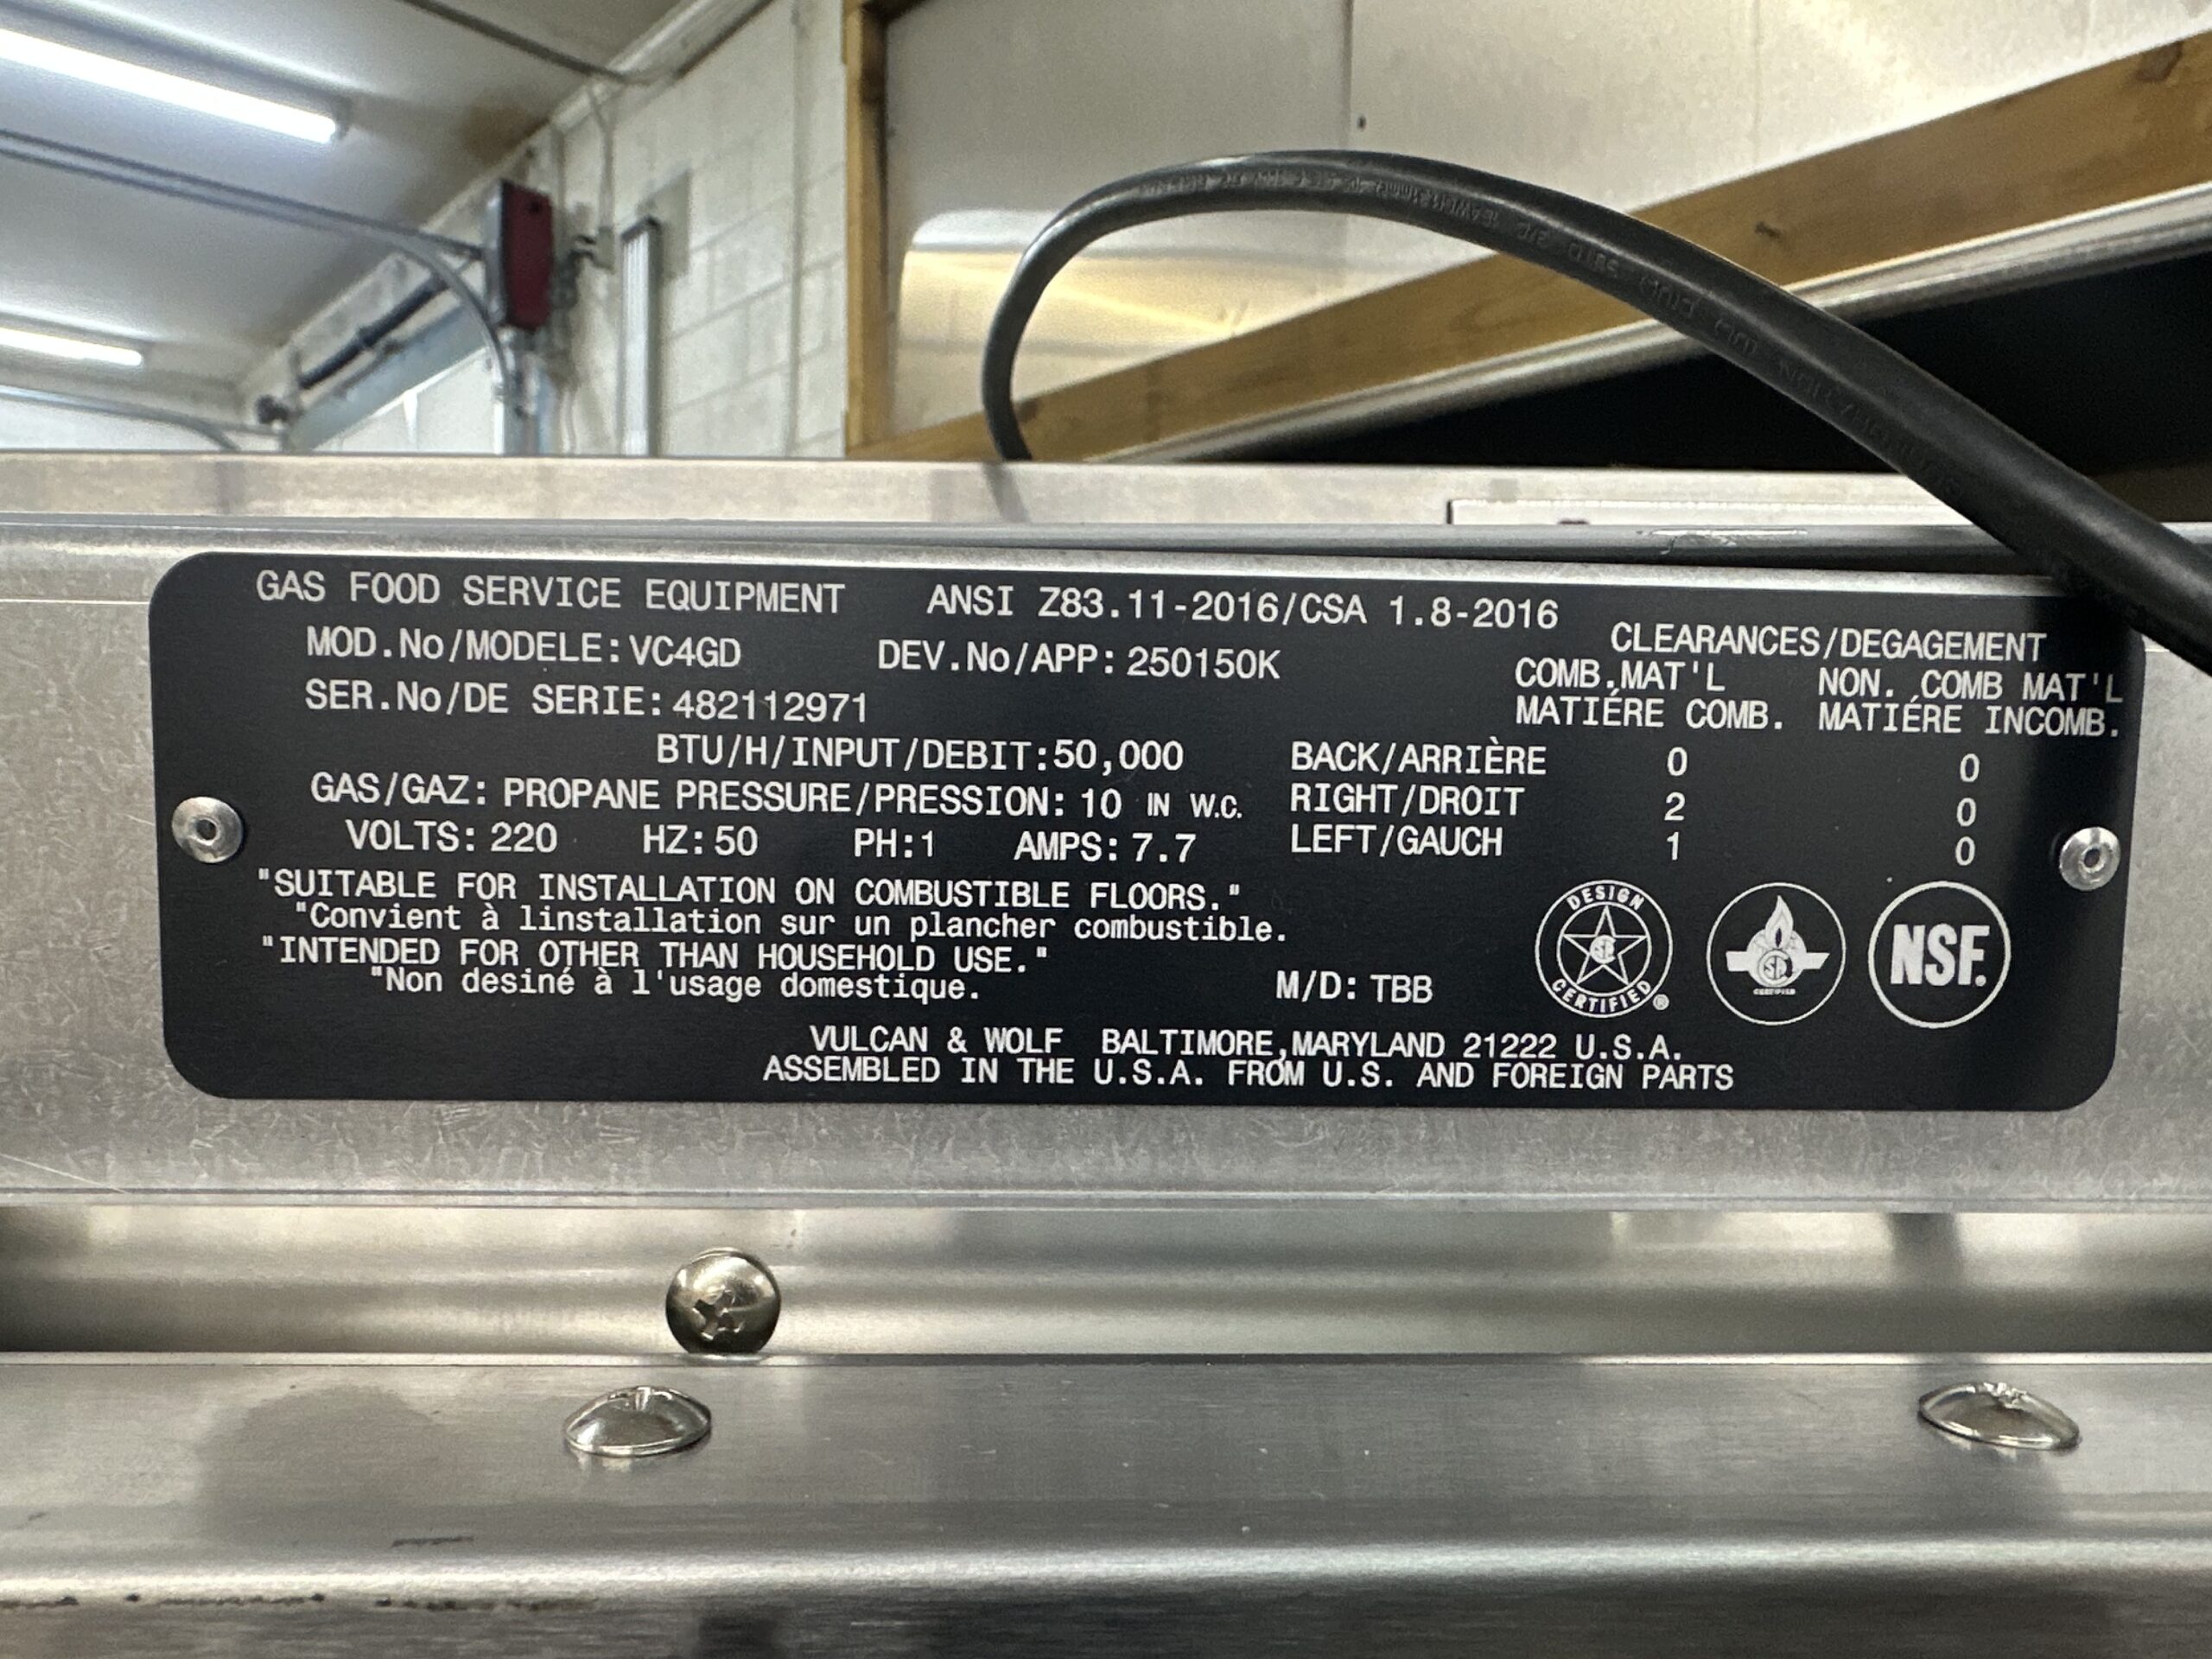 GAS FOOD SERVICE EQUIPMENT ANSI Z83.11-2016/CSA 1.8-2016
MOD.No/MODELE: VC4GD DEV.No/APP: 250150K
SER.No/DE SERIE: 482112971
BTU/H/INPUT/DEBIT: 50,000
GAS/GAZ: PROPANE PRESSURE/PRESSION: 10 IN W.C.
VOLTS: 220 HZ: 50 PH:1 AMPS: 7.7
"SUITABLE FOR INSTALLATION ON COMBUSTIBLE FLOORS."
"Convient à linstallation sur un plancher combustible.
"INTENDED FOR OTHER THAN HOUSEHOLD USE."
"Non desiné à l'usage domestique.
CLEARANCES/DEGAGEMENT
COMB.MAT'L NON. COMB MAT'L
MATIÉRE COMB. MATIÉRE INCOMB.
BACK/ARRIÈRE 0 0
RIGHT/DROIT 2 0
LEFT/GAUCH 1 0
M/D: TBB
DESIGN
CERTIFIED®
CERTIFIED
NSF.
VULCAN & WOLF BALTIMORE,MARYLAND 21222 U.S.A.
ASSEMBLED IN THE U.S.A. FROM U.S. AND FOREIGN PARTS